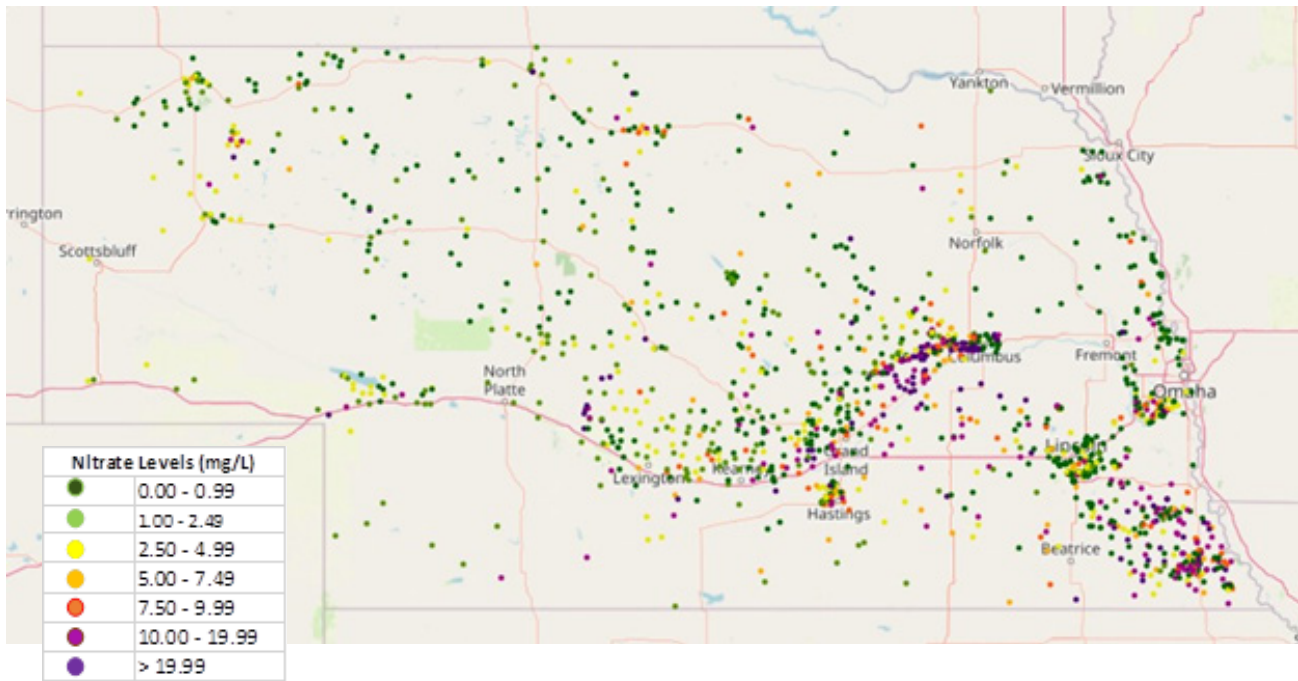 Yankton
Vermillion
Sioux City
rrington
Scottsbluff
Norfolk
Columbus
Fremont
North
Platte
Omaha
Lincoln
Lexington
Kearney
Grand
Island
Hastings
Beatrice
Nitrate Levels (mg/L)
0.00 - 0.99
1.00 - 2.49
2.50 - 4.99
5.00 - 7.49
7.50 - 9.99
10.00 - 19.99
> 19.99